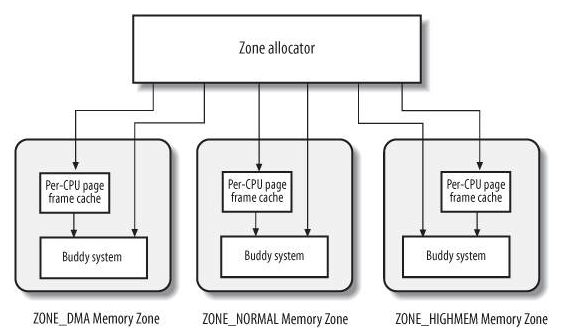 Zone allocator
Per-CPU page
frame cache
Buddy system
Per-CPU page
frame cache
Buddy system
Per-CPU page
frame cache
Buddy system
ZONE_DMA Memory Zone
ZONE_NORMAL Memory Zone
ZONE_HIGHMEM Memory Zone